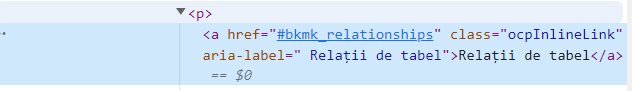 ▼<p>
… <a href="#bkmk_relationships" class="ocpInlineLink"
aria-label=" Relații de tabel">Relații de tabel</a>
== $0